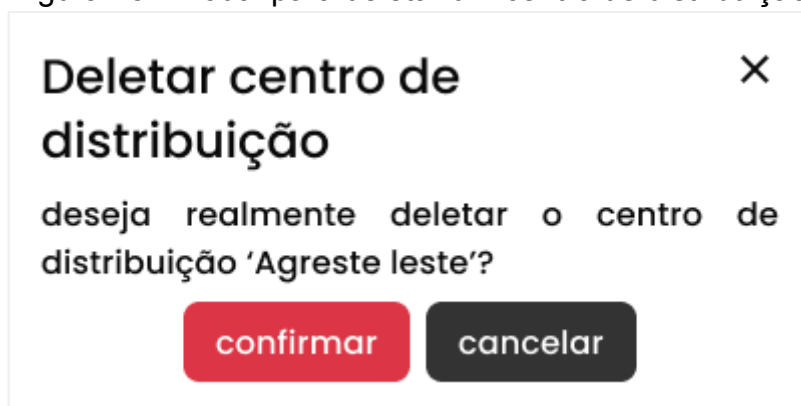 Deletar centro de
distribuição
×
deseja realmente deletar o centro de
distribuição ‘Agreste leste’?
confirmar
cancelar